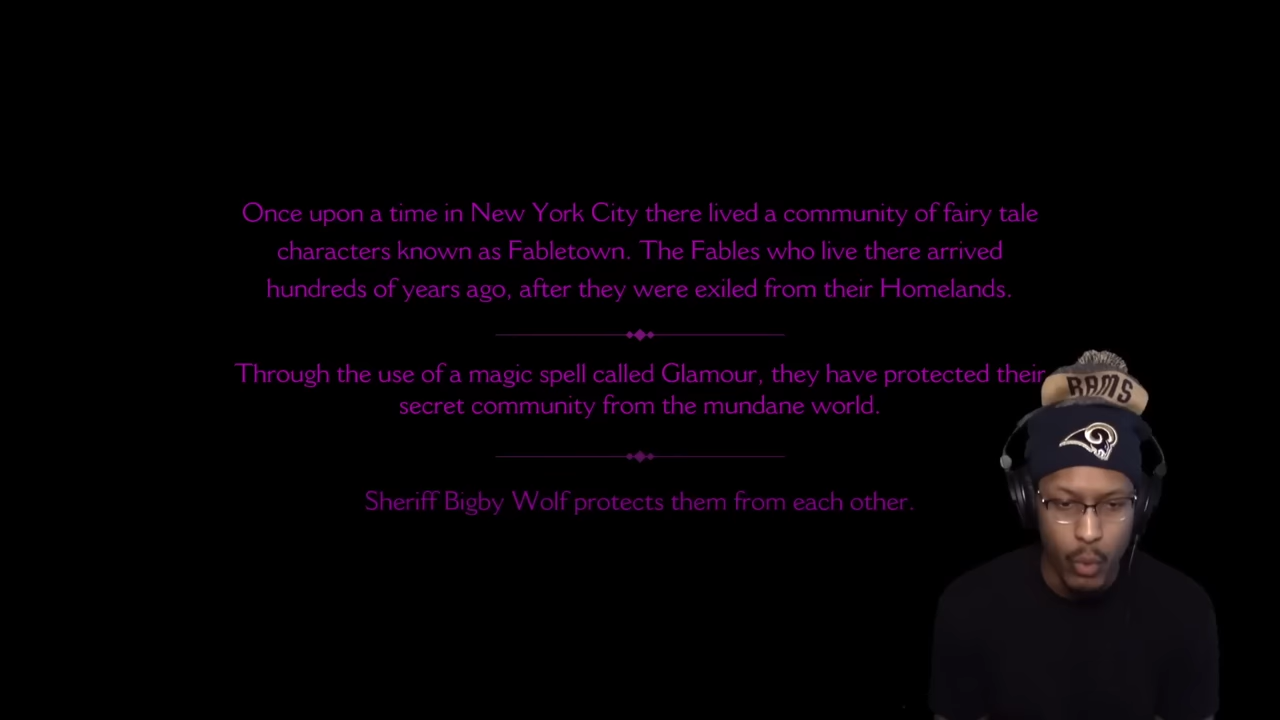 Once upon a time in New York City there lived a community of fairy tale
characters known as Fabletown. The Fables who live there arrived
hundreds of years ago, after they were exiled from their Homelands.
Through the use of a magic spell called Glamour, they have protected their
secret community from the mundane world.
RAMS
Sheriff Bigby Wolf protects them from each other.